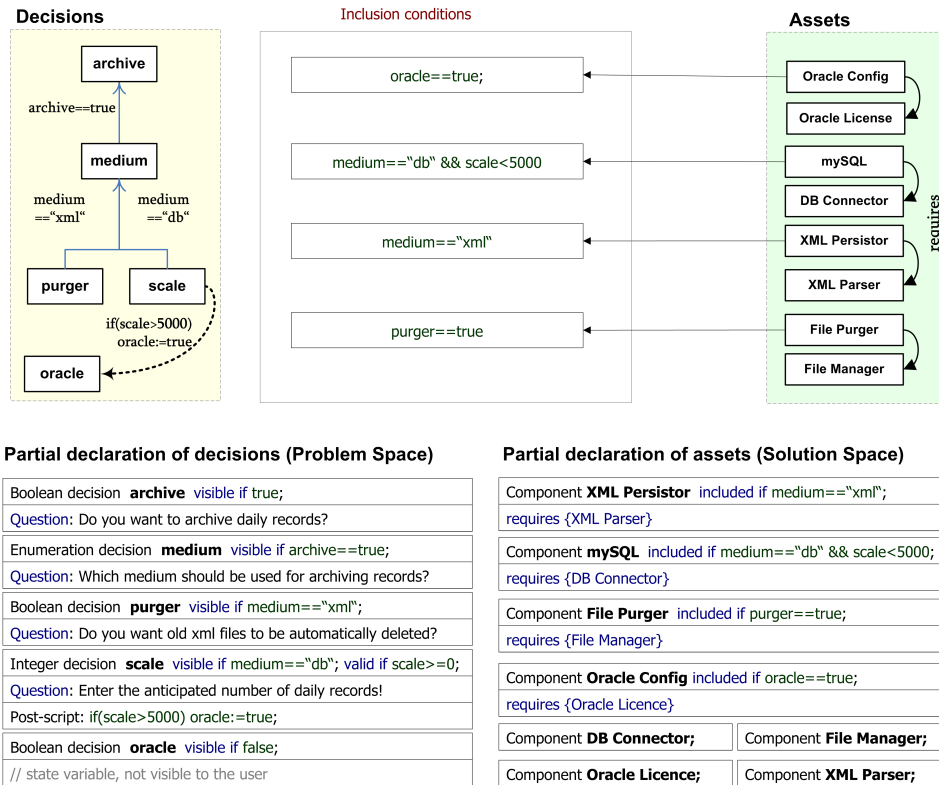 Decisions
Inclusion conditions
Assets
archive
archive==true
medium
medium
==“xml“
medium
==“db“
purger
scale
if(scale>5000)
oracle:=true
oracle
oracle==true;
medium==“db“ && scale<5000
medium==“xml“
purger==true
Oracle Config
Oracle License
mySQL
DB Connector
XML Persistor
XML Parser
File Purger
File Manager
requires
Partial declaration of decisions (Problem Space)
Boolean decision archive visible if true;
Question: Do you want to archive daily records?
Enumeration decision medium visible if archive==true;
Question: Which medium should be used for archiving records?
Boolean decision purger visible if medium==“xml“;
Question: Do you want old xml files to be automatically deleted?
Integer decision scale visible if medium==“db“; valid if scale>=0;
Question: Enter the anticipated number of daily records!
Post-script: if(scale>5000) oracle:=true;
Boolean decision oracle visible if false;
// state variable, not visible to the user
Partial declaration of assets (Solution Space)
Component XML Persistor included if medium==“xml“;
requires {XML Parser}
Component mySQL included if medium==“db“ && scale<5000;
requires {DB Connector}
Component File Purger included if purger==true;
requires {File Manager}
Component Oracle Config included if oracle==true;
requires {Oracle Licence}
Component DB Connector;
Component File Manager;
Component Oracle Licence;
Component XML Parser;